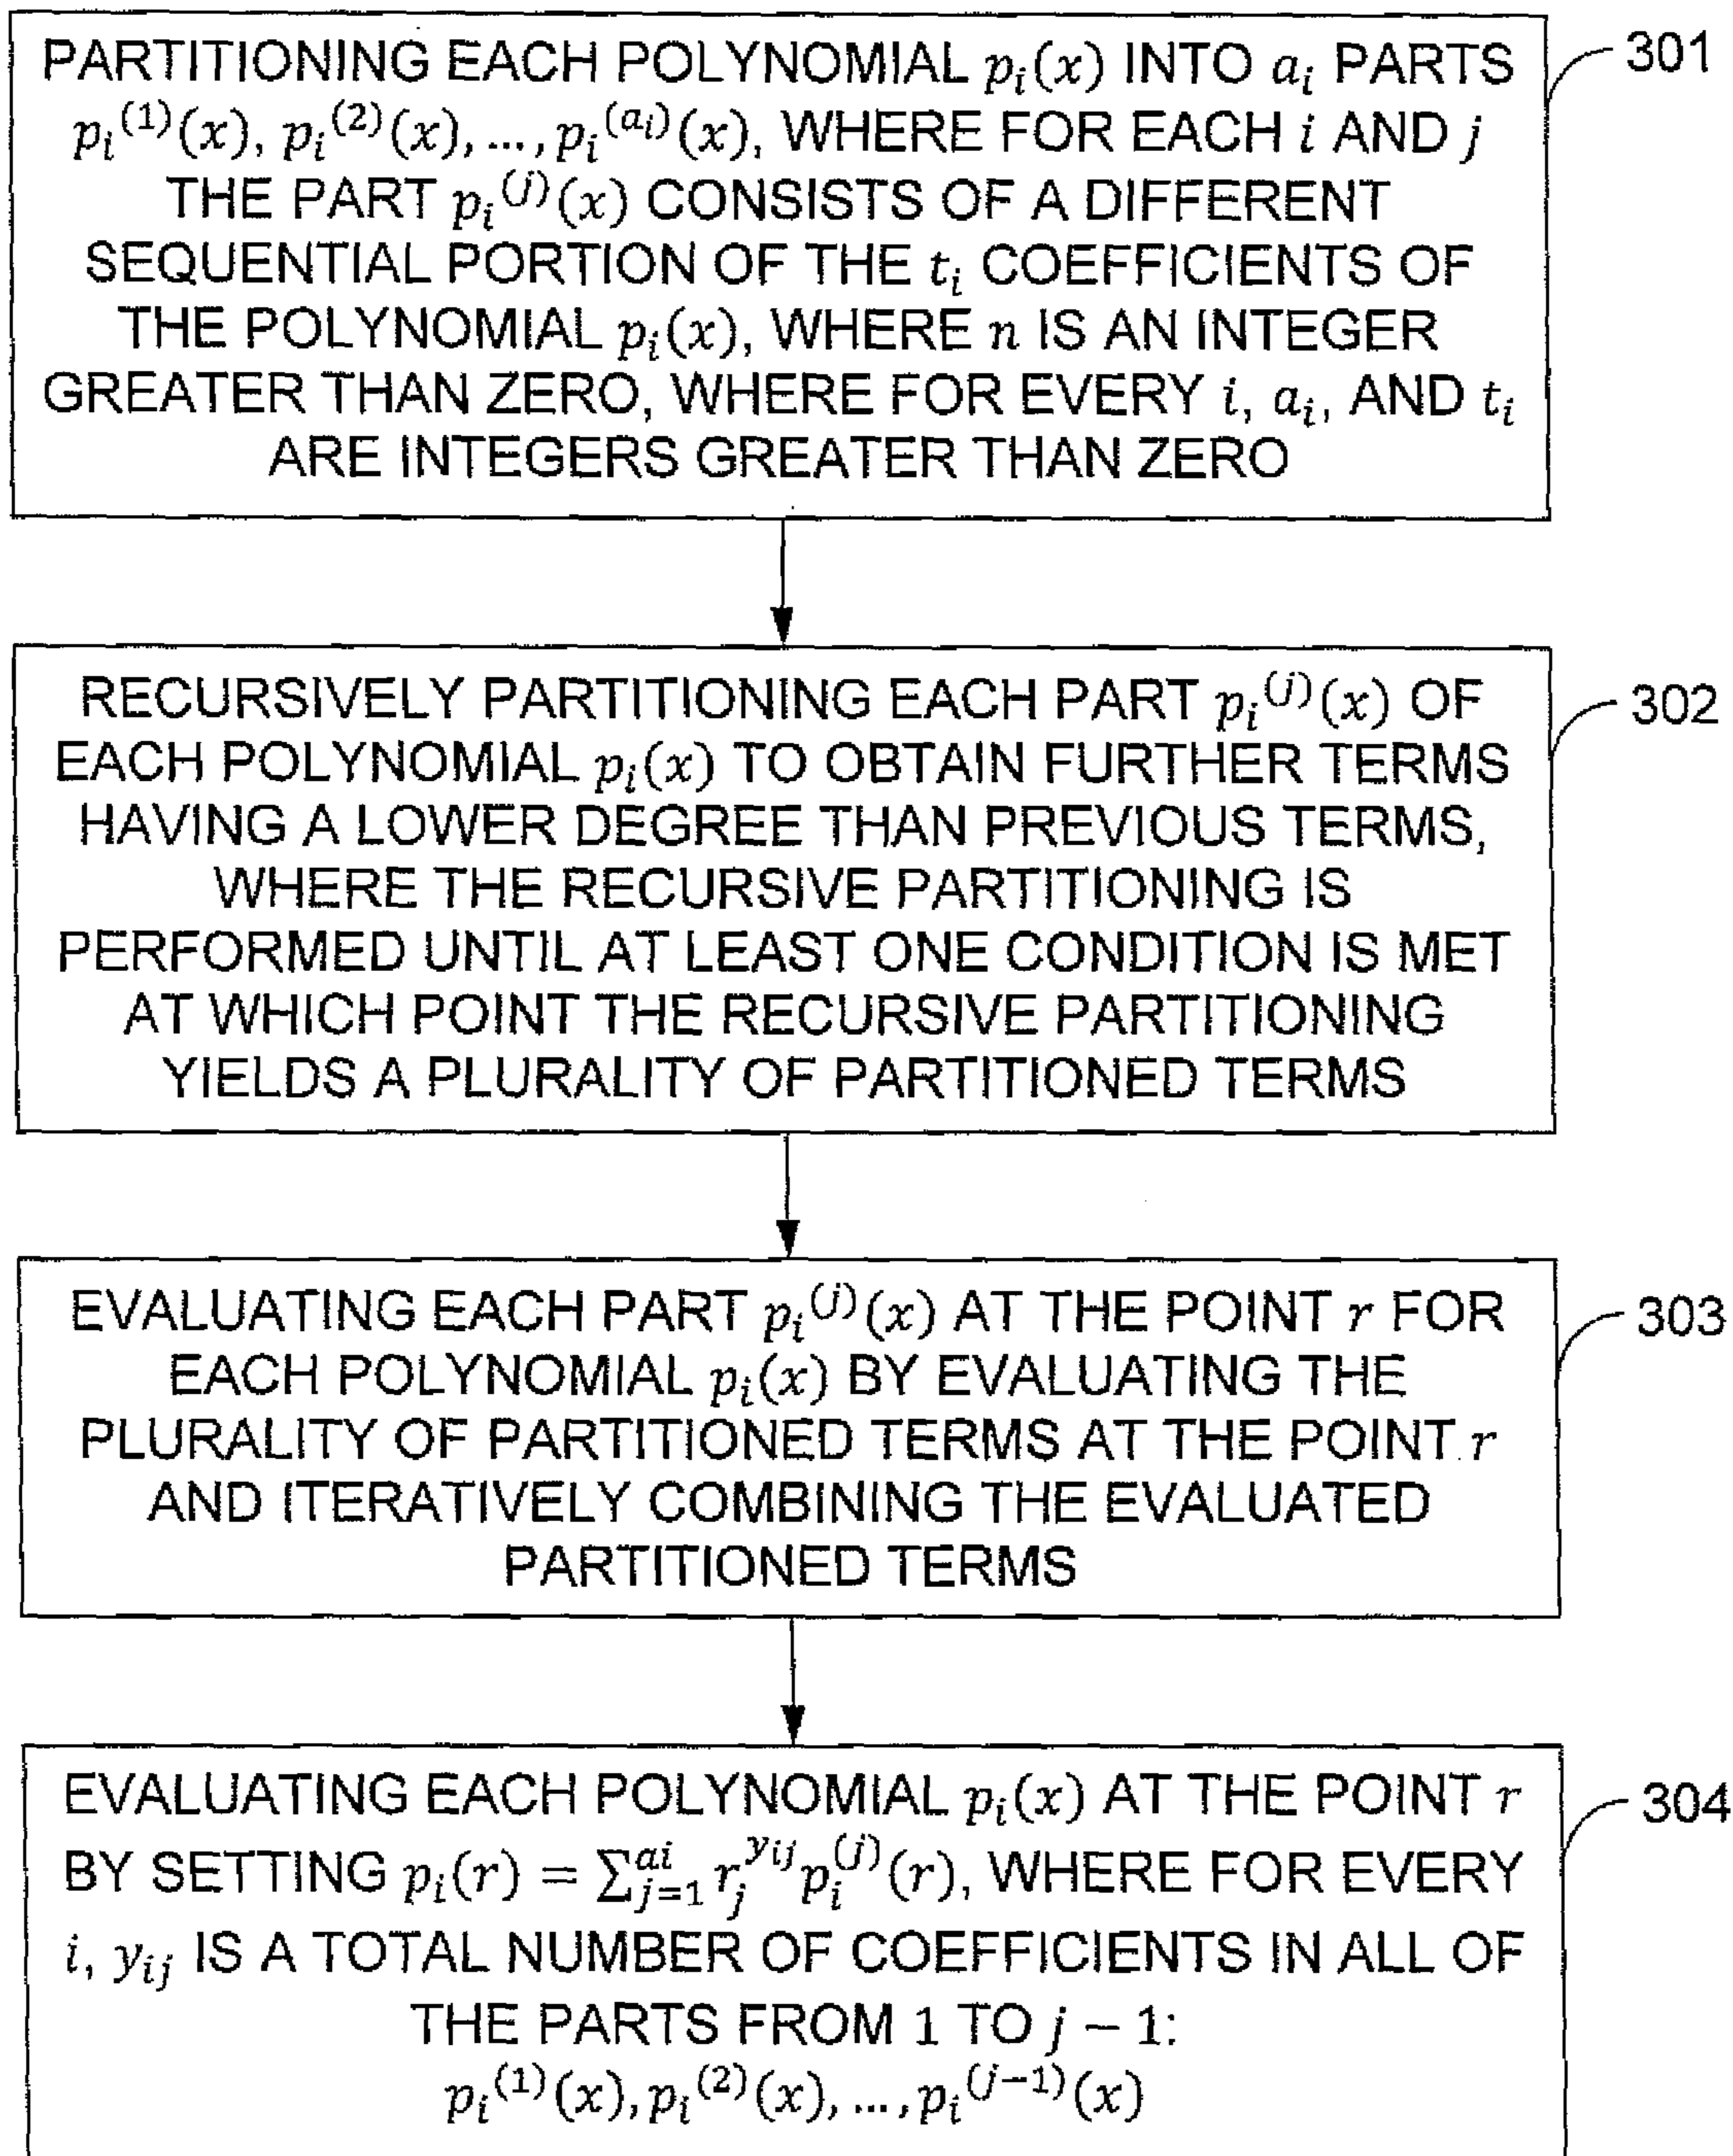 PARTITIONING EACH POLYNOMIAL pᵢ(x) INTO aᵢ PARTS
pᵢ⁽¹⁾(x), pᵢ⁽²⁾(x), …, pᵢ^(aᵢ)(x), WHERE FOR EACH i AND j
THE PART pᵢ⁽ʲ⁾(x) CONSISTS OF A DIFFERENT
SEQUENTIAL PORTION OF THE tᵢ COEFFICIENTS OF
THE POLYNOMIAL pᵢ(x), WHERE n IS AN INTEGER
GREATER THAN ZERO, WHERE FOR EVERY i, aᵢ, AND tᵢ
ARE INTEGERS GREATER THAN ZERO
301
RECURSIVELY PARTITIONING EACH PART pᵢ⁽ʲ⁾(x) OF
EACH POLYNOMIAL pᵢ(x) TO OBTAIN FURTHER TERMS
HAVING A LOWER DEGREE THAN PREVIOUS TERMS,
WHERE THE RECURSIVE PARTITIONING IS
PERFORMED UNTIL AT LEAST ONE CONDITION IS MET
AT WHICH POINT THE RECURSIVE PARTITIONING
YIELDS A PLURALITY OF PARTITIONED TERMS
302
EVALUATING EACH PART pᵢ⁽ʲ⁾(x) AT THE POINT r FOR
EACH POLYNOMIAL pᵢ(x) BY EVALUATING THE
PLURALITY OF PARTITIONED TERMS AT THE POINT r
AND ITERATIVELY COMBINING THE EVALUATED
PARTITIONED TERMS
303
EVALUATING EACH POLYNOMIAL pᵢ(x) AT THE POINT r
BY SETTING pᵢ(r) = ∑_{j=1}^{ai} r_j^{y_{ij}} p_i^{(j)}(r), WHERE FOR EVERY
i, y_{ij} IS A TOTAL NUMBER OF COEFFICIENTS IN ALL OF
THE PARTS FROM 1 TO j – 1:
pᵢ⁽¹⁾(x), pᵢ⁽²⁾(x), …, pᵢ⁽ʲ⁻¹⁾(x)
304